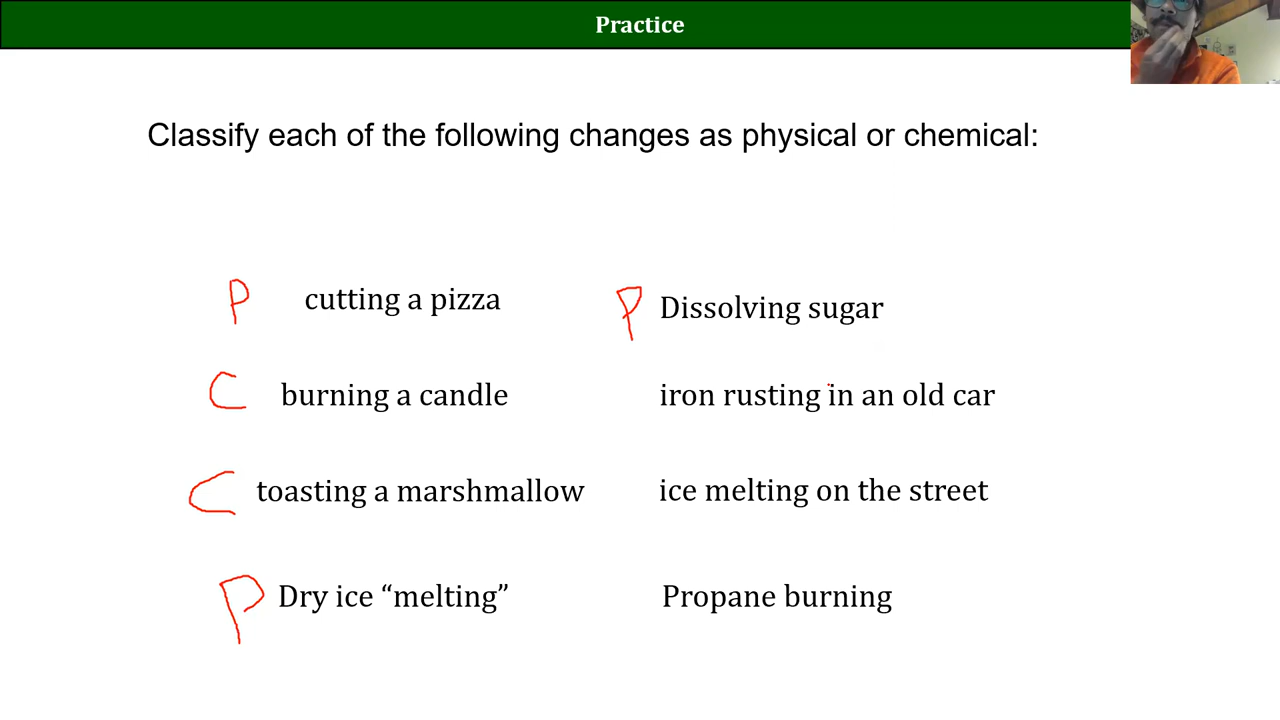 Practice
Classify each of the following changes as physical or chemical:
P cutting a pizza
P Dissolving sugar
C burning a candle
iron rusting in an old car
C toasting a marshmallow
ice melting on the street
P Dry ice “melting”
Propane burning